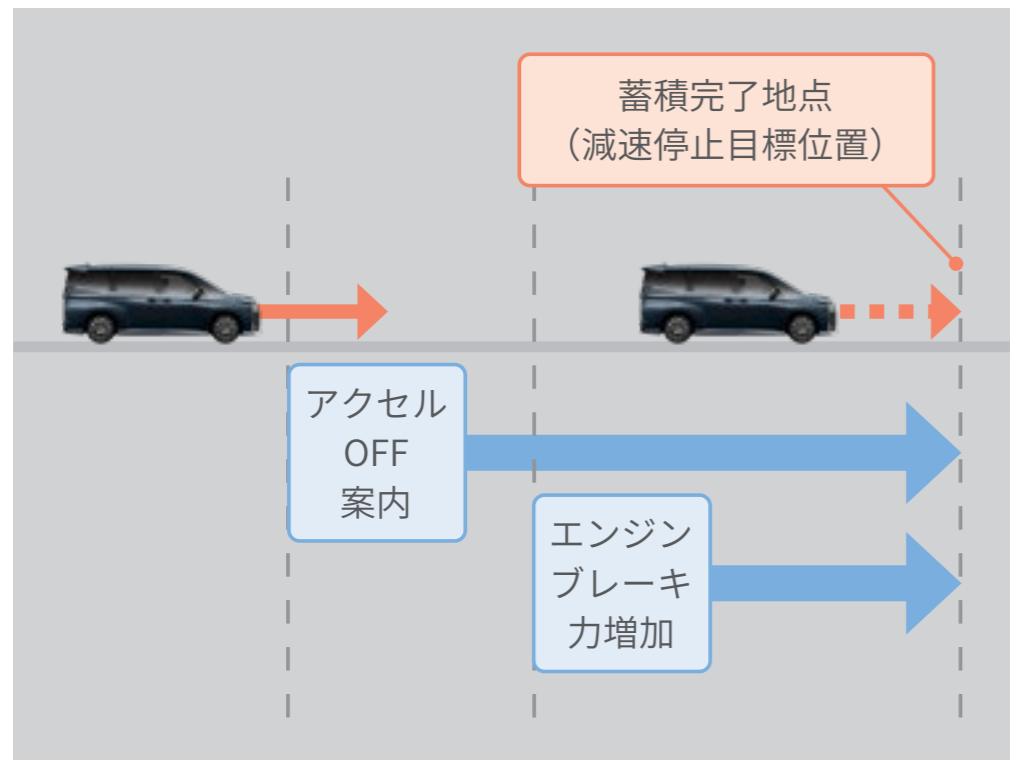 蓄積完了地点
（減速停止目標位置）
アクセル
OFF
案内
エンジン
ブレーキ
力増加